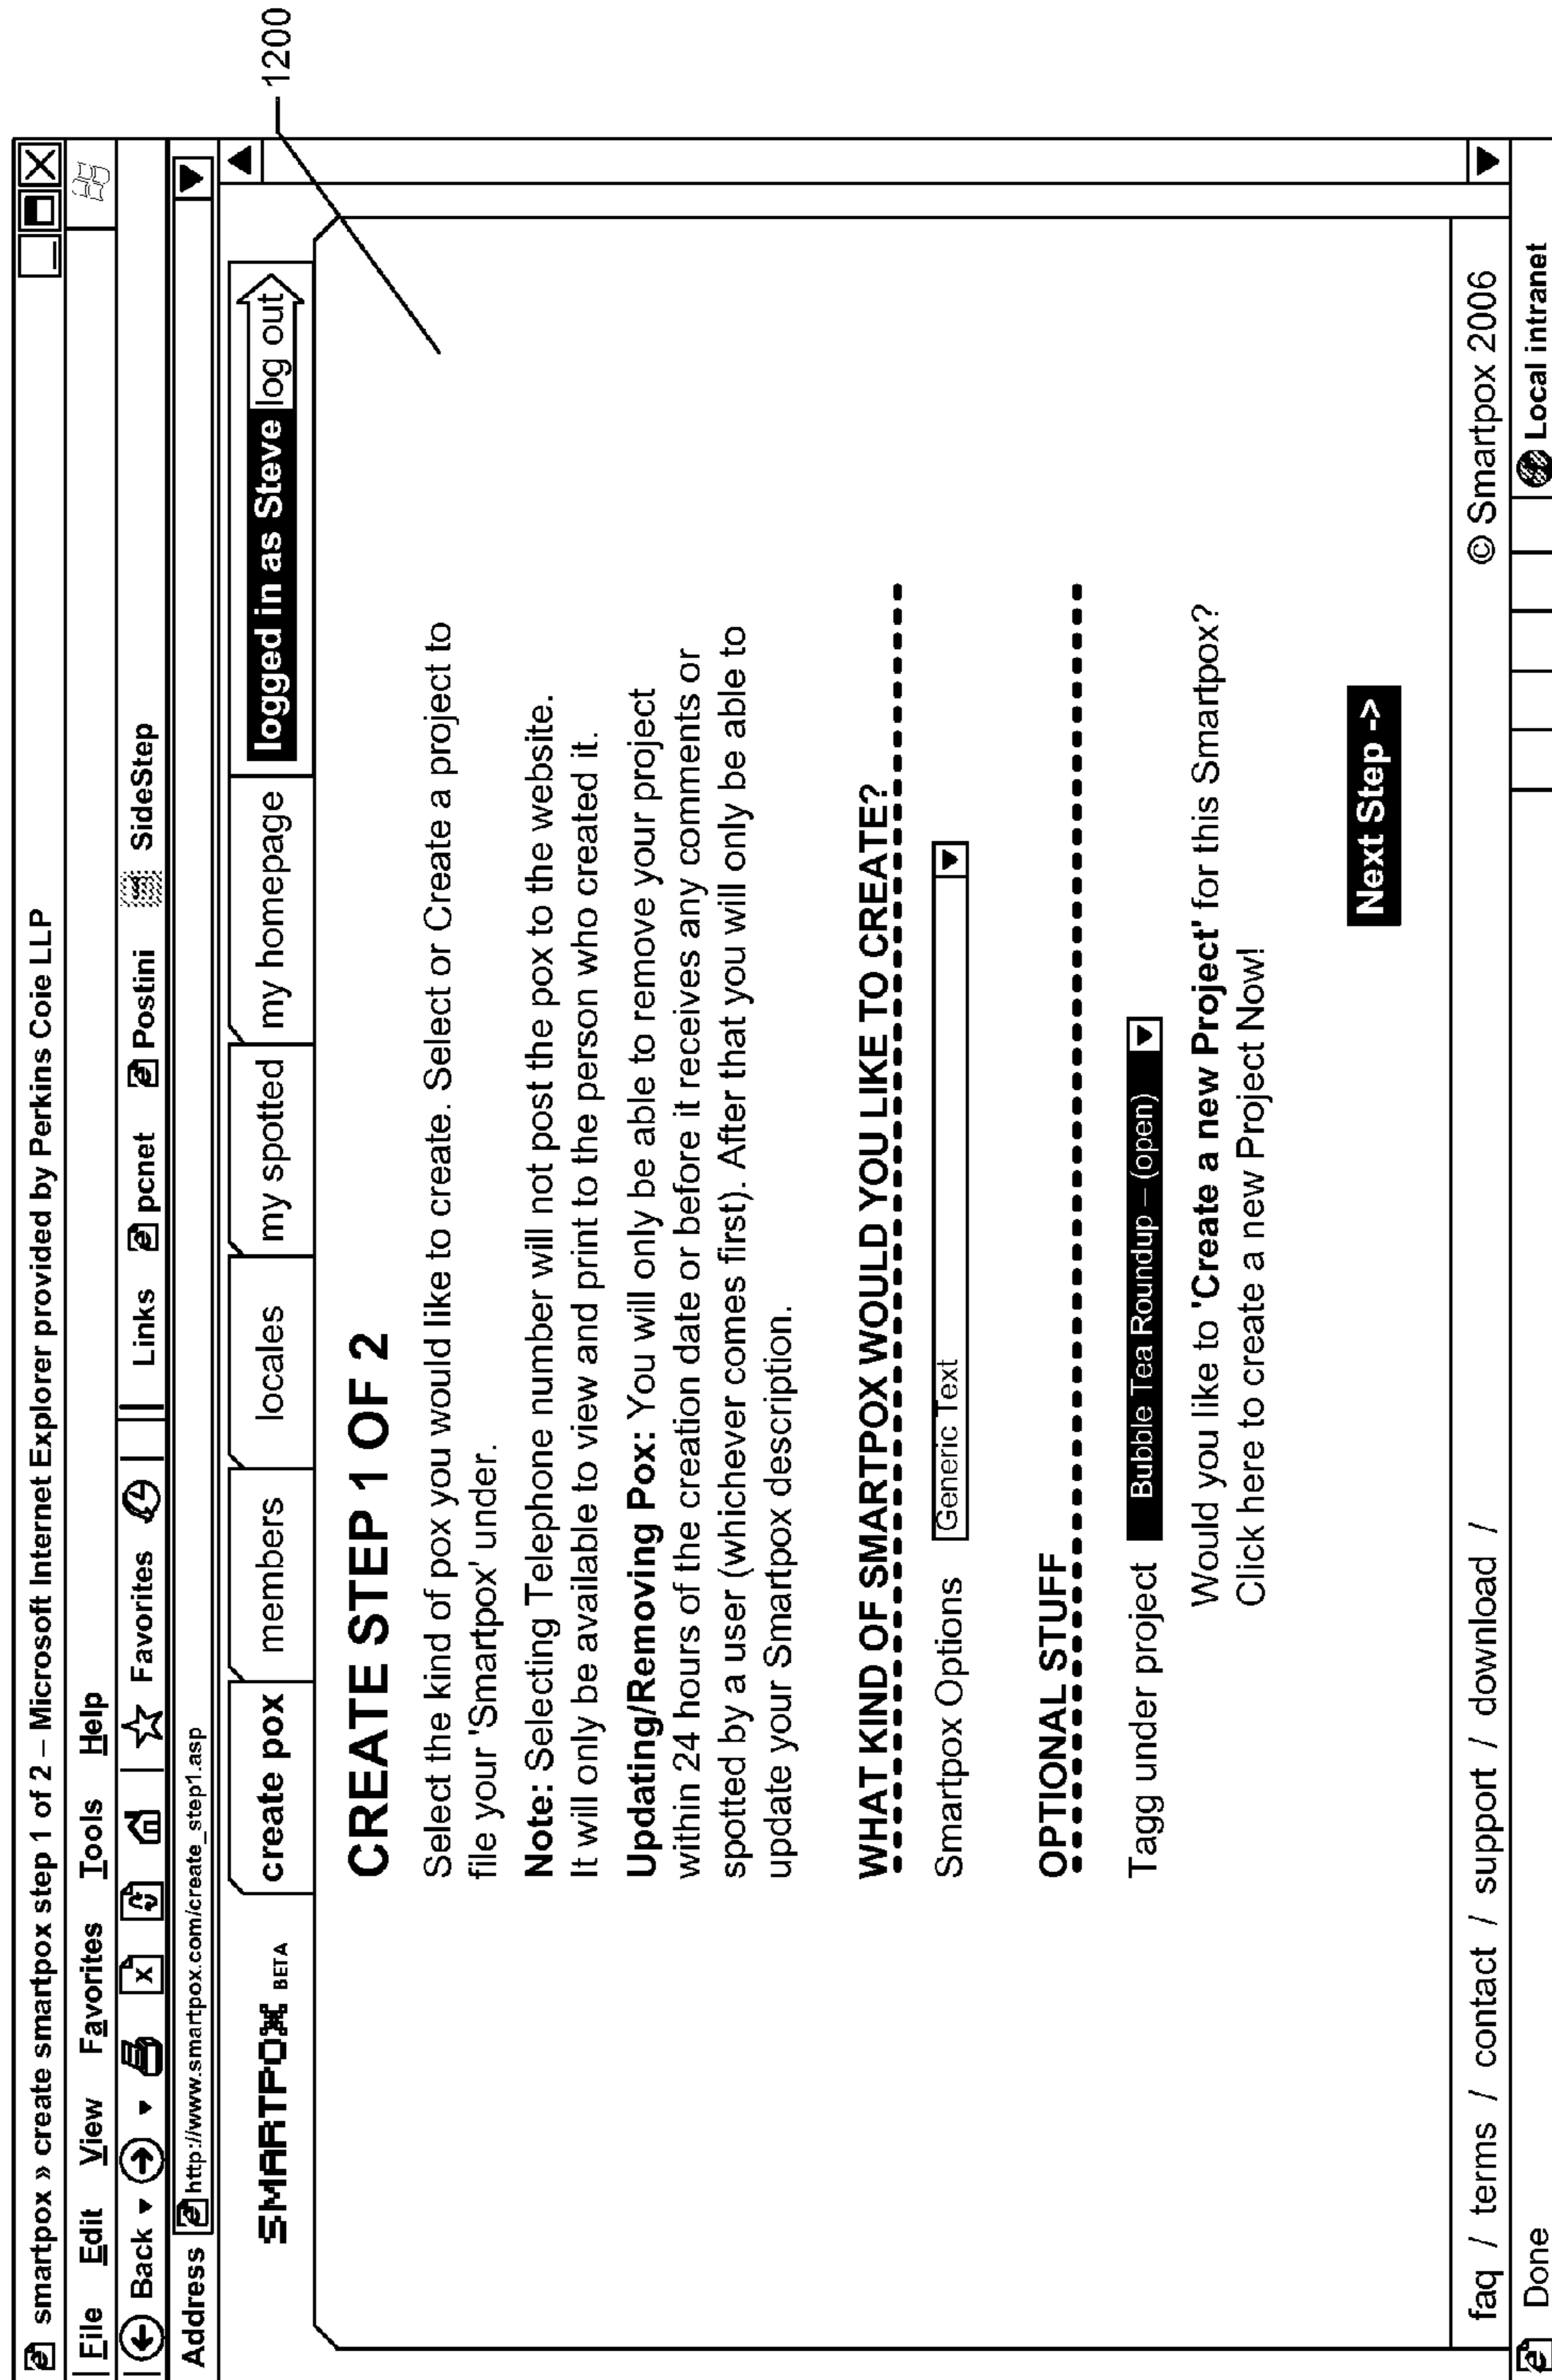 smartpox » create smartpox step 1 of 2 – Microsoft Internet Explorer provided by Perkins Coie LLP
File Edit View Favorites Tools Help
Back Favorites Links pcnet Postini SideStep
Address http://www.smartpox.com/create_step1.asp
SMARTPOX BETA create pox members locales my spotted my homepage logged in as Steve log out
1200
CREATE STEP 1 OF 2
Select the kind of pox you would like to create. Select or Create a project to
file your 'Smartpox' under.
Note: Selecting Telephone number will not post the pox to the website.
It will only be available to view and print to the person who created it.
Updating/Removing Pox: You will only be able to remove your project
within 24 hours of the creation date or before it receives any comments or
spotted by a user (whichever comes first). After that you will only be able to
update your Smartpox description.
WHAT KIND OF SMARTPOX WOULD YOU LIKE TO CREATE?
Smartpox Options Generic Text
OPTIONAL STUFF
Tagg under project Bubble Tea Roundup – (open)
Would you like to 'Create a new Project' for this Smartpox?
Click here to create a new Project Now!
Next Step ->
faq / terms / contact / support / download / © Smartpox 2006
Done Local intranet